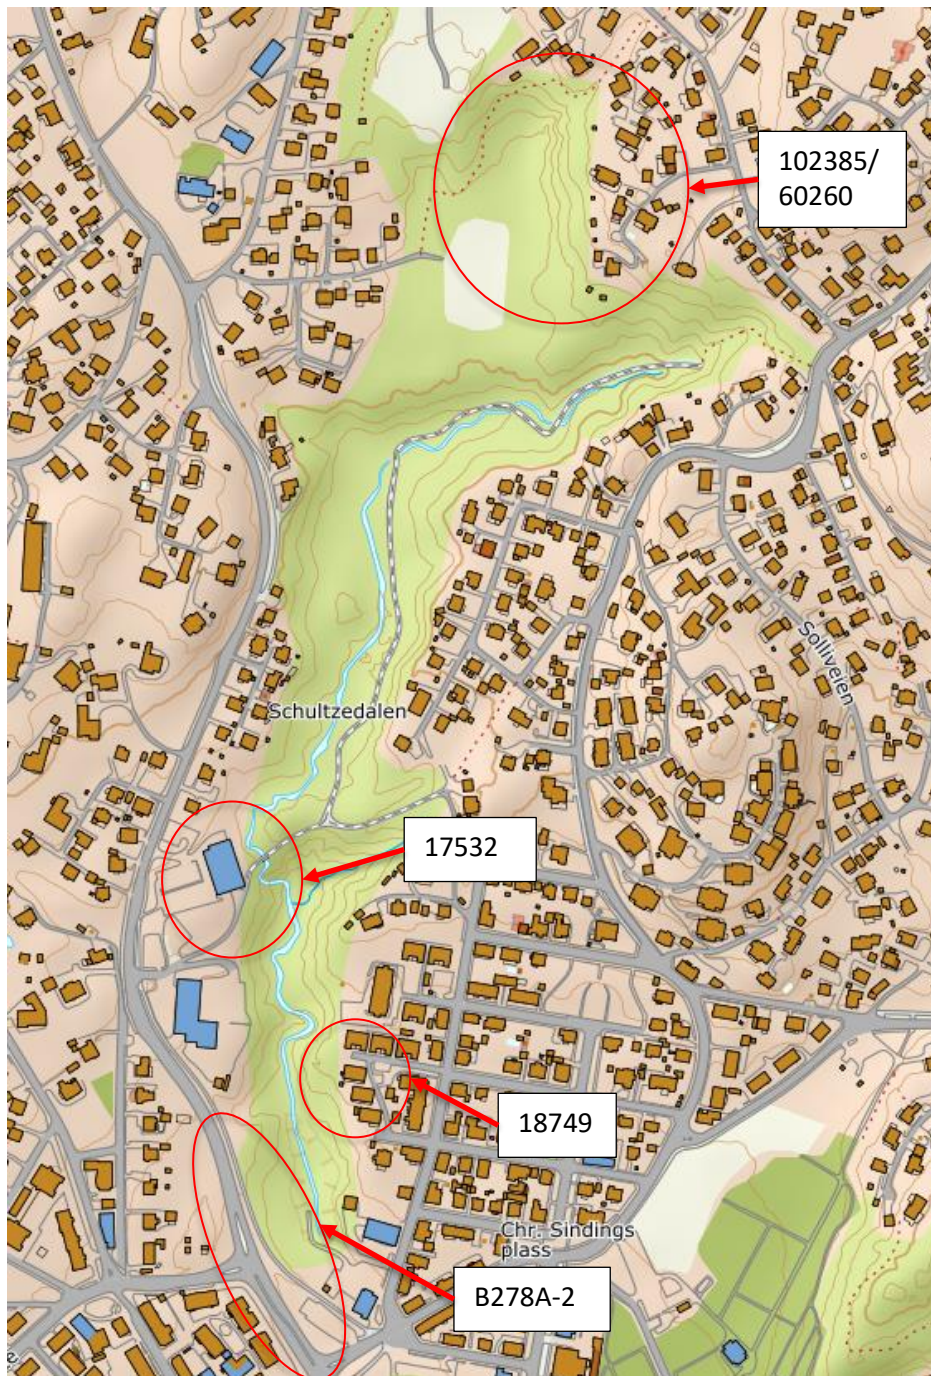 102385/
60260
Solliveien
Schultzedalen
17532
18749
Chr. Sindings
plass
B278A-2